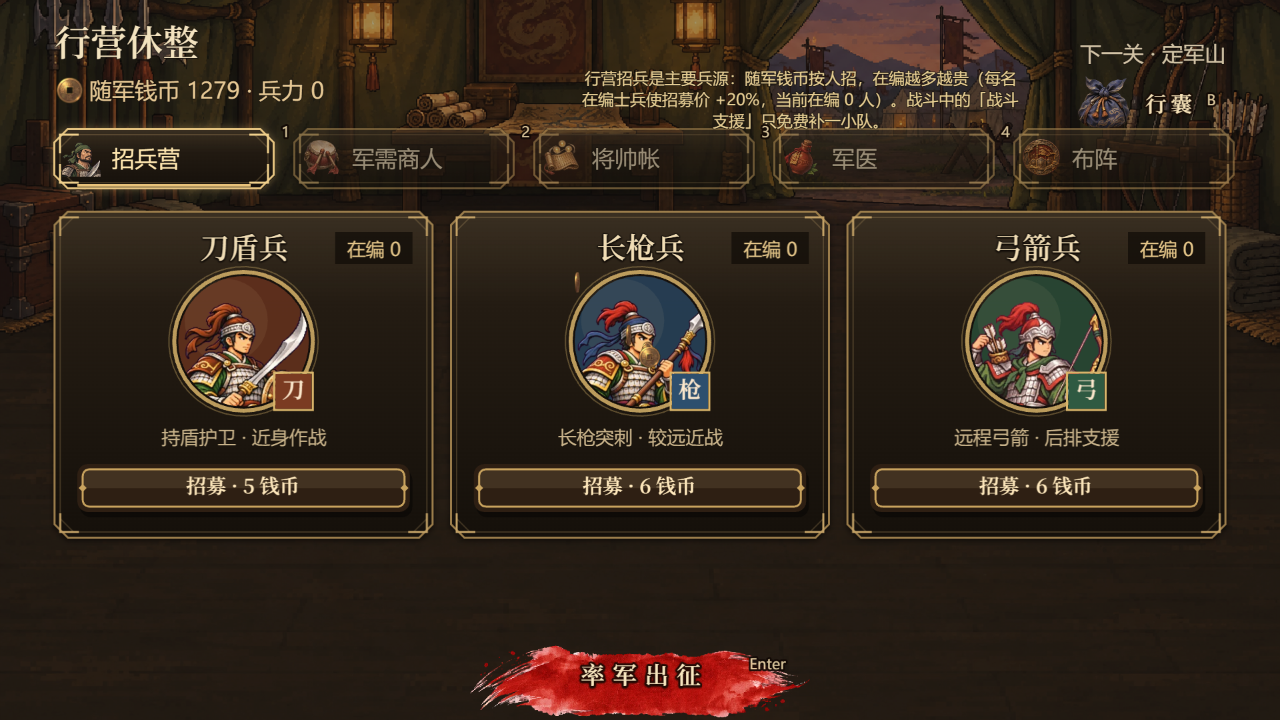 行营休整
随军钱币 1279 · 兵力 0
行营招兵是主要兵源：随军钱币按人招，在编越多越贵（每名
在编士兵使招募价 +20%，当前在编 0 人）。战斗中的「战斗
支援」只免费补一小队。
下一关 · 定军山
行囊 B
招兵营 1
军需商人 2
将帅帐 3
军医 4
布阵
刀盾兵 在编 0
刀
持盾护卫 · 近身作战
招募 · 5 钱币
长枪兵 在编 0
枪
长枪突刺 · 较远近战
招募 · 6 钱币
弓箭兵 在编 0
弓
远程弓箭 · 后排支援
招募 · 6 钱币
率军出征 Enter